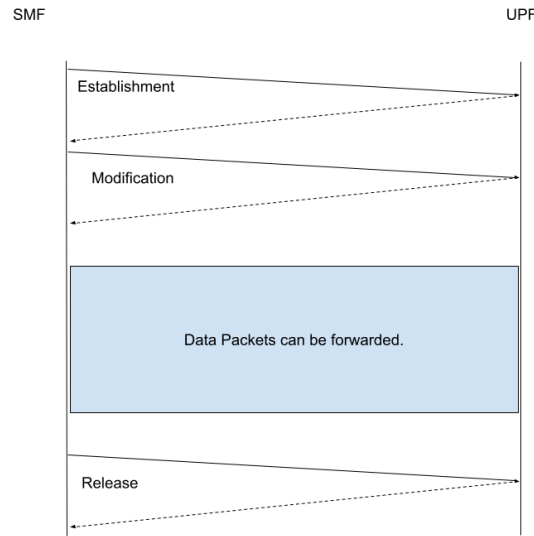 SMF
UPF
Establishment
Modification
Data Packets can be forwarded.
Release